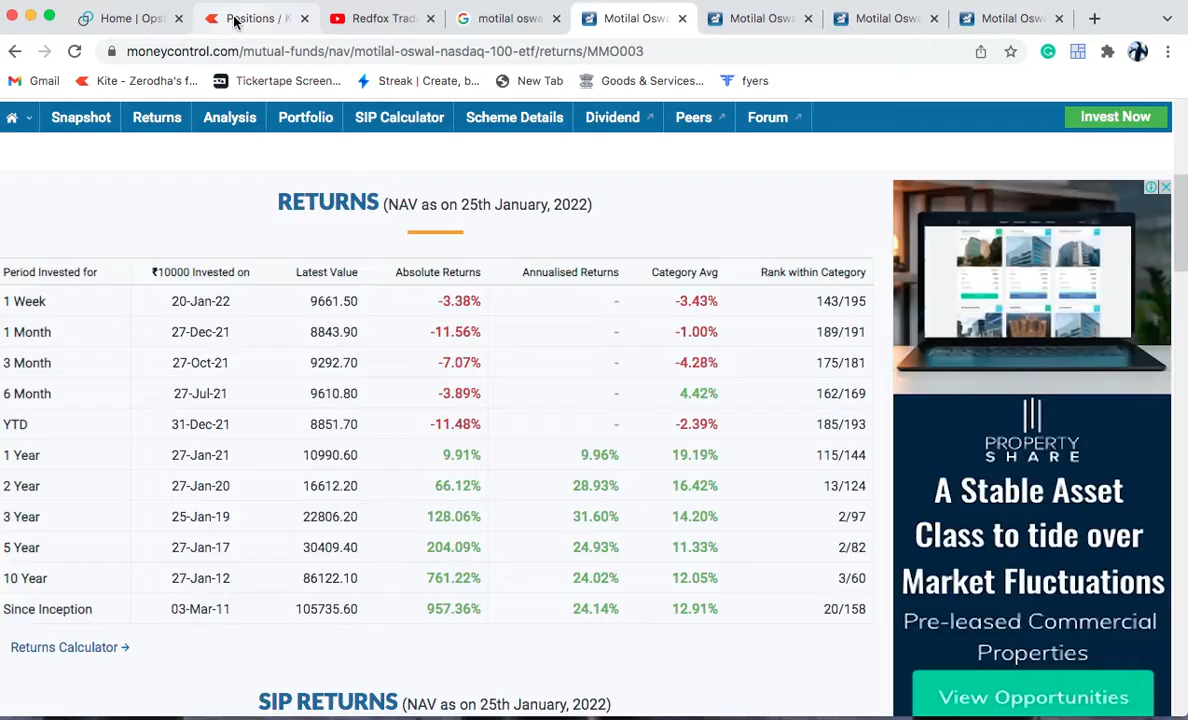 Home | Ops
Positions / K
Redfox Trad
motilal oswa
Motilal Oswa
Motilal Oswa
Motilal Oswa
Motilal Oswa
moneycontrol.com/mutual-funds/nav/motilal-oswal-nasdaq-100-etf/returns/MMO003
Gmail Kite - Zerodha's f... Tickertape Screen... Streak | Create, b... New Tab Goods & Services... fyers
Snapshot Returns Analysis Portfolio SIP Calculator Scheme Details Dividend Peers Forum Invest Now
RETURNS (NAV as on 25th January, 2022)
Period Invested for ₹10000 Invested on Latest Value Absolute Returns Annualised Returns Category Avg Rank within Category
1 Week 20-Jan-22 9661.50 -3.38% - -3.43% 143/195
1 Month 27-Dec-21 8843.90 -11.56% - -1.00% 189/191
3 Month 27-Oct-21 9292.70 -7.07% - -4.28% 175/181
6 Month 27-Jul-21 9610.80 -3.89% - 4.42% 162/169
YTD 31-Dec-21 8851.70 -11.48% - -2.39% 185/193
1 Year 27-Jan-21 10990.60 9.91% 9.96% 19.19% 115/144
2 Year 27-Jan-20 16612.20 66.12% 28.93% 16.42% 13/124
3 Year 25-Jan-19 22806.20 128.06% 31.60% 14.20% 2/97
5 Year 27-Jan-17 30409.40 204.09% 24.93% 11.33% 2/82
10 Year 27-Jan-12 86122.10 761.22% 24.02% 12.05% 3/60
Since Inception 03-Mar-11 105735.60 957.36% 24.14% 12.91% 20/158
Returns Calculator →
SIP RETURNS (NAV as on 25th January, 2022)
PROPERTY
SHARE
A Stable Asset
Class to tide over
Market Fluctuations
Pre-leased Commercial
Properties
View Opportunities